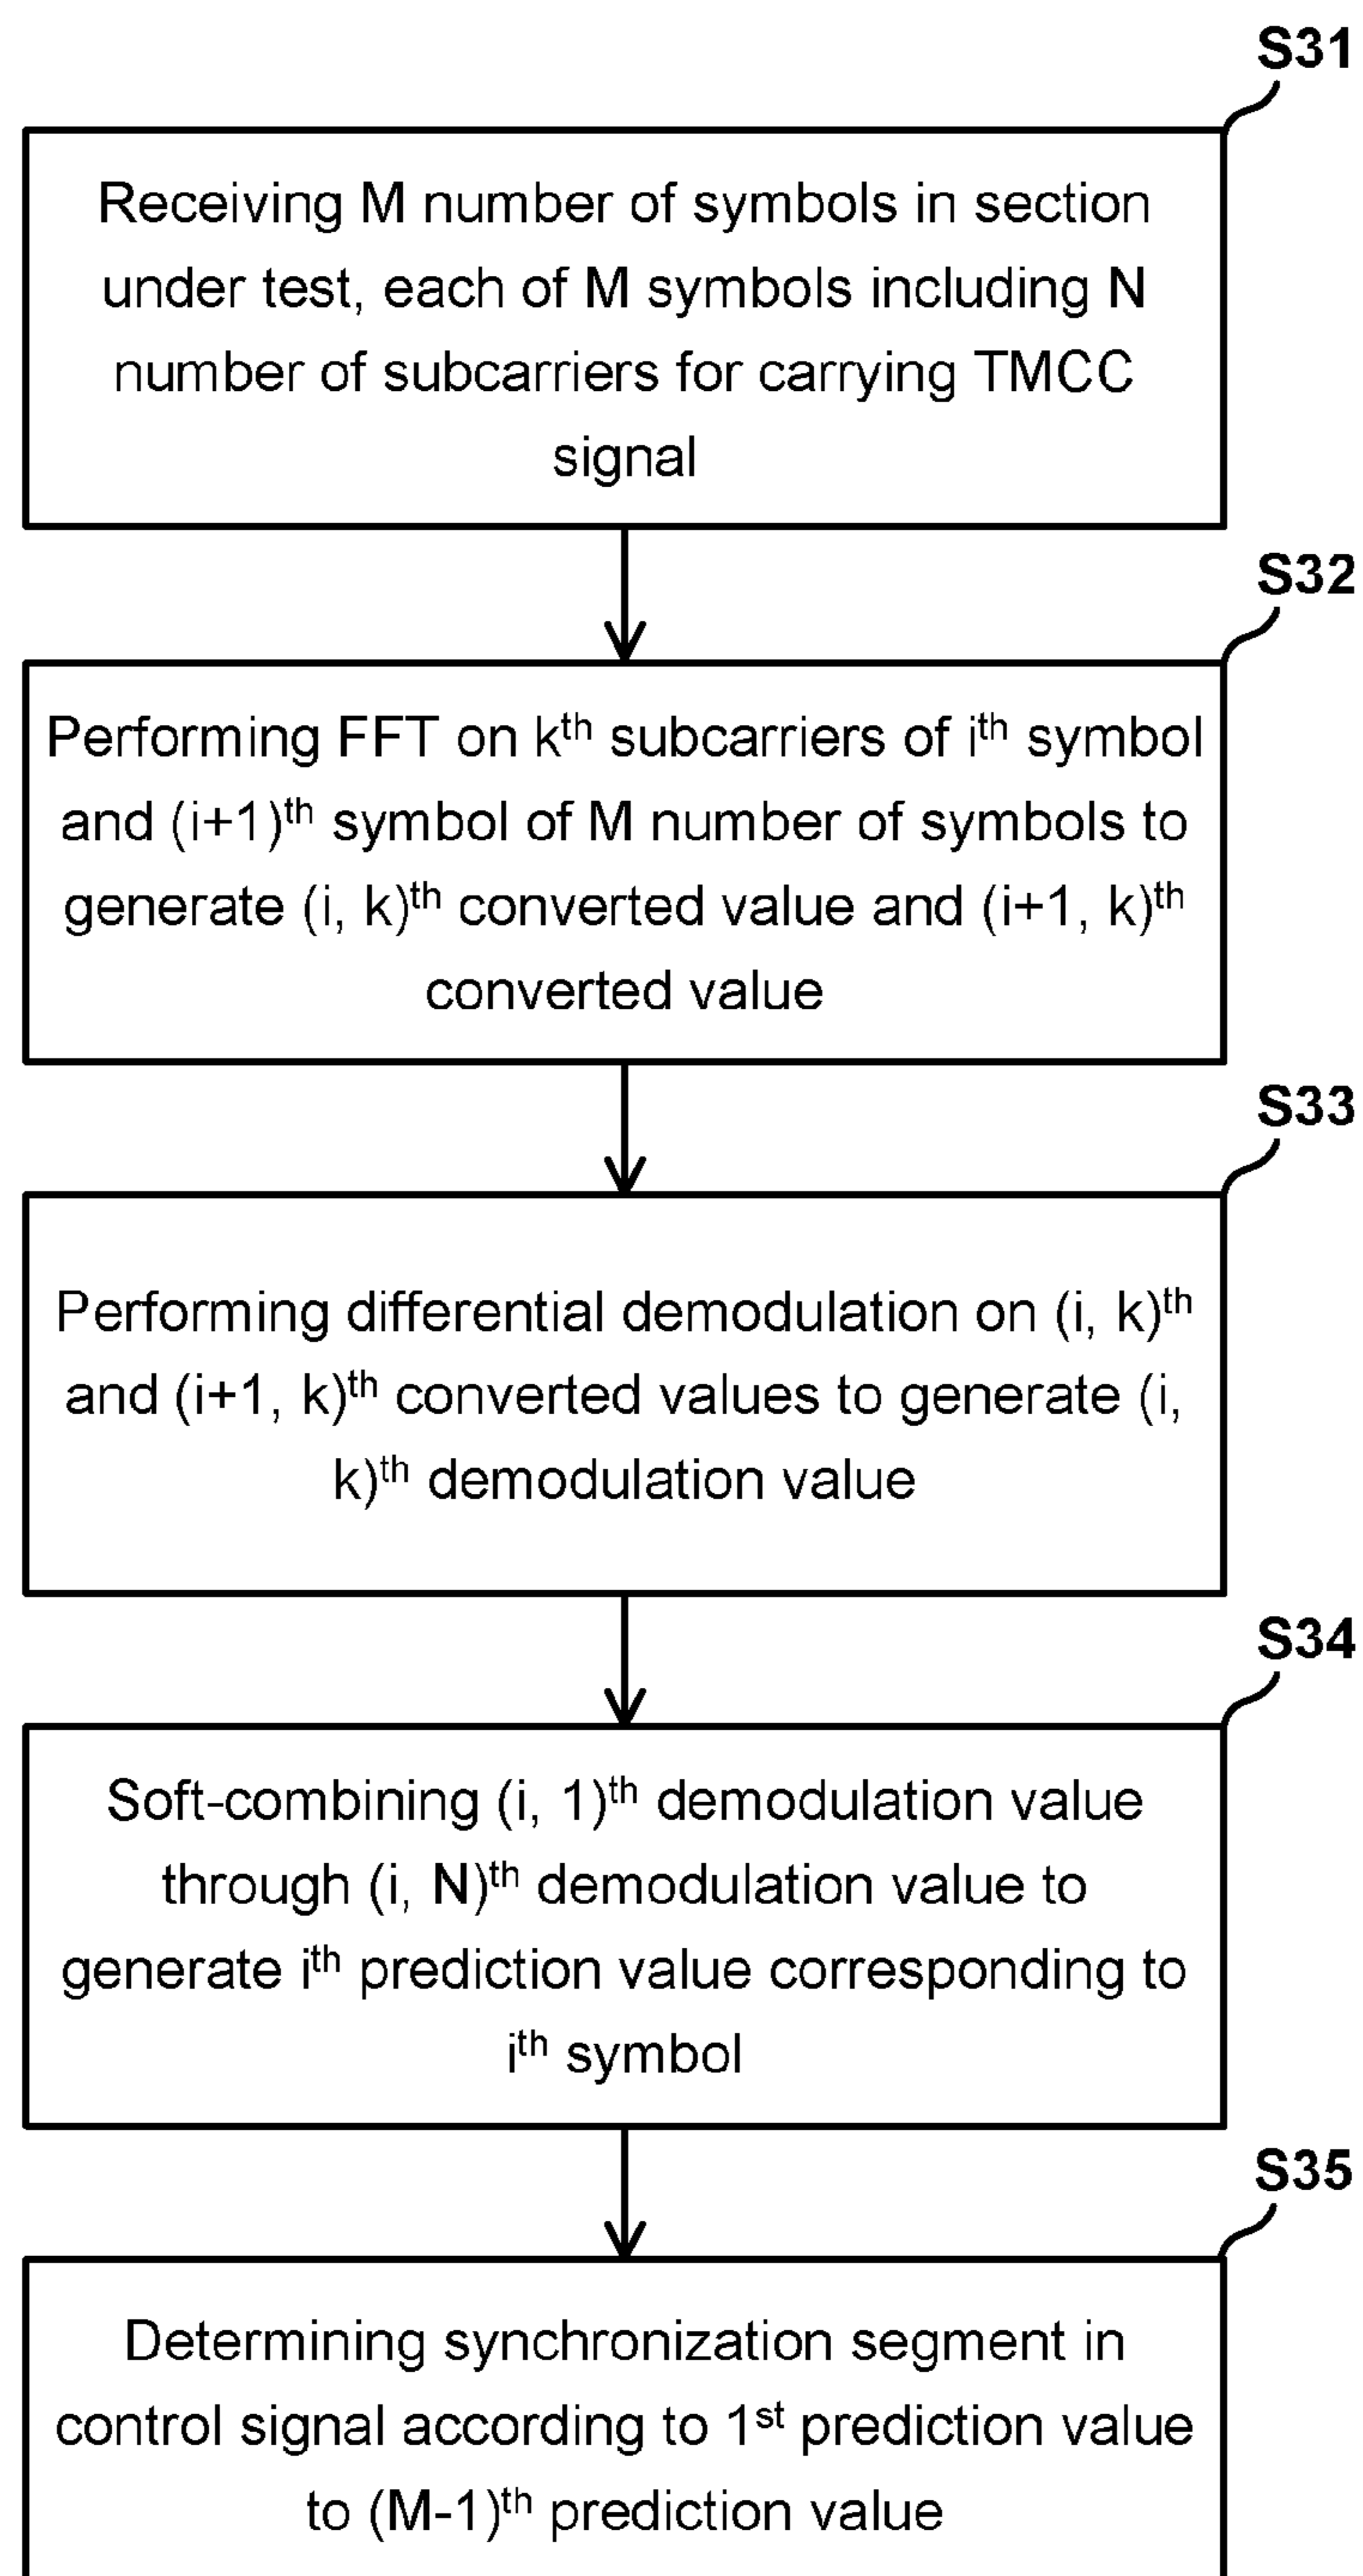 S31
Receiving M number of symbols in section
under test, each of M symbols including N
number of subcarriers for carrying TMCC
signal
S32
Performing FFT on kth subcarriers of ith symbol
and (i+1)th symbol of M number of symbols to
generate (i, k)th converted value and (i+1, k)th
converted value
S33
Performing differential demodulation on (i, k)th
and (i+1, k)th converted values to generate (i,
k)th demodulation value
S34
Soft-combining (i, 1)th demodulation value
through (i, N)th demodulation value to
generate ith prediction value corresponding to
ith symbol
S35
Determining synchronization segment in
control signal according to 1st prediction value
to (M-1)th prediction value